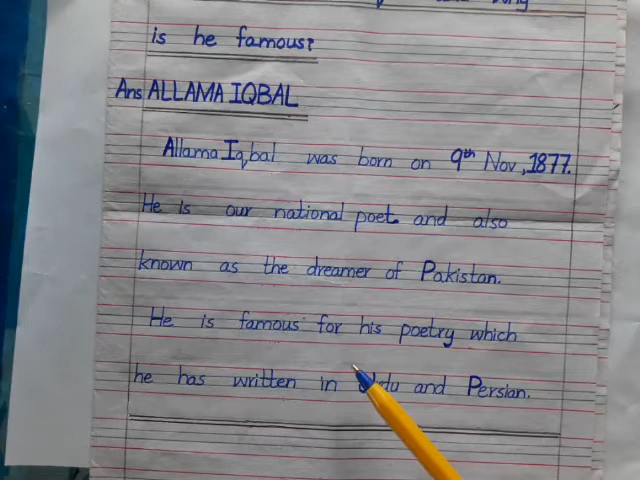 is he famous?
Ans ALLAMA IQBAL
Allama Iqbal was born on 9th Nov, 1877.
He is our national poet. and also
known as the dreamer of Pakistan.
He is famous for his poetry which
he has written in Urdu and Persian.